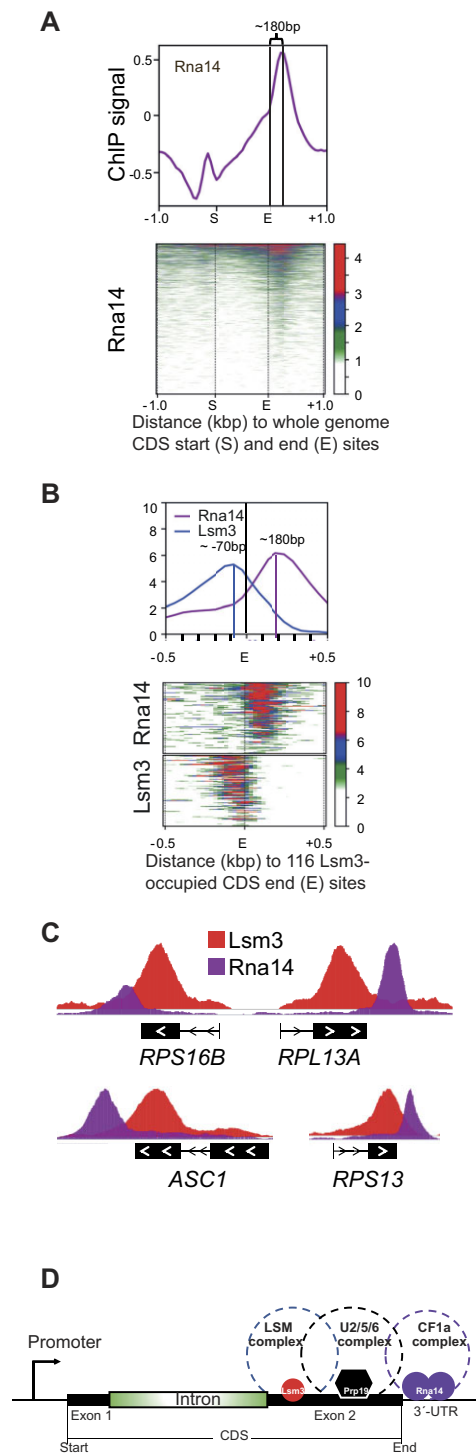 A
~180bp
Rna14
ChIP signal
0.5
0
-0.5
-1.0 S E +1.0
Rna14
4
3
2
1
0
-1.0 S E +1.0
Distance (kbp) to whole genome
CDS start (S) and end (E) sites
B
10
8
6
4
2
0
Rna14
Lsm3
~ -70bp
~180bp
-0.5 E +0.5
Rna14
Lsm3
10
8
6
4
2
0
-0.5 E +0.5
Distance (kbp) to 116 Lsm3-
occupied CDS end (E) sites
C
Lsm3
Rna14
RPS16B RPL13A
ASC1 RPS13
D
LSM
complex
U2/5/6
complex
CF1a
complex
Promoter
Lsm3
Prp19
Rna14
Intron
Exon 1
Exon 2
3´-UTR
CDS
Start
End